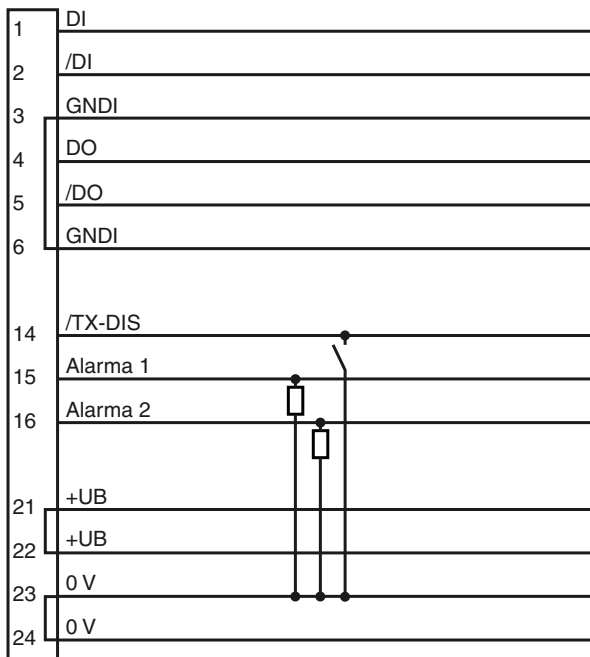 1 DI
2 /DI
3 GNDI
4 DO
5 /DO
6 GNDI
14 /TX-DIS
15 Alarma 1
16 Alarma 2
21 +UB
22 +UB
23 0 V
24 0 V